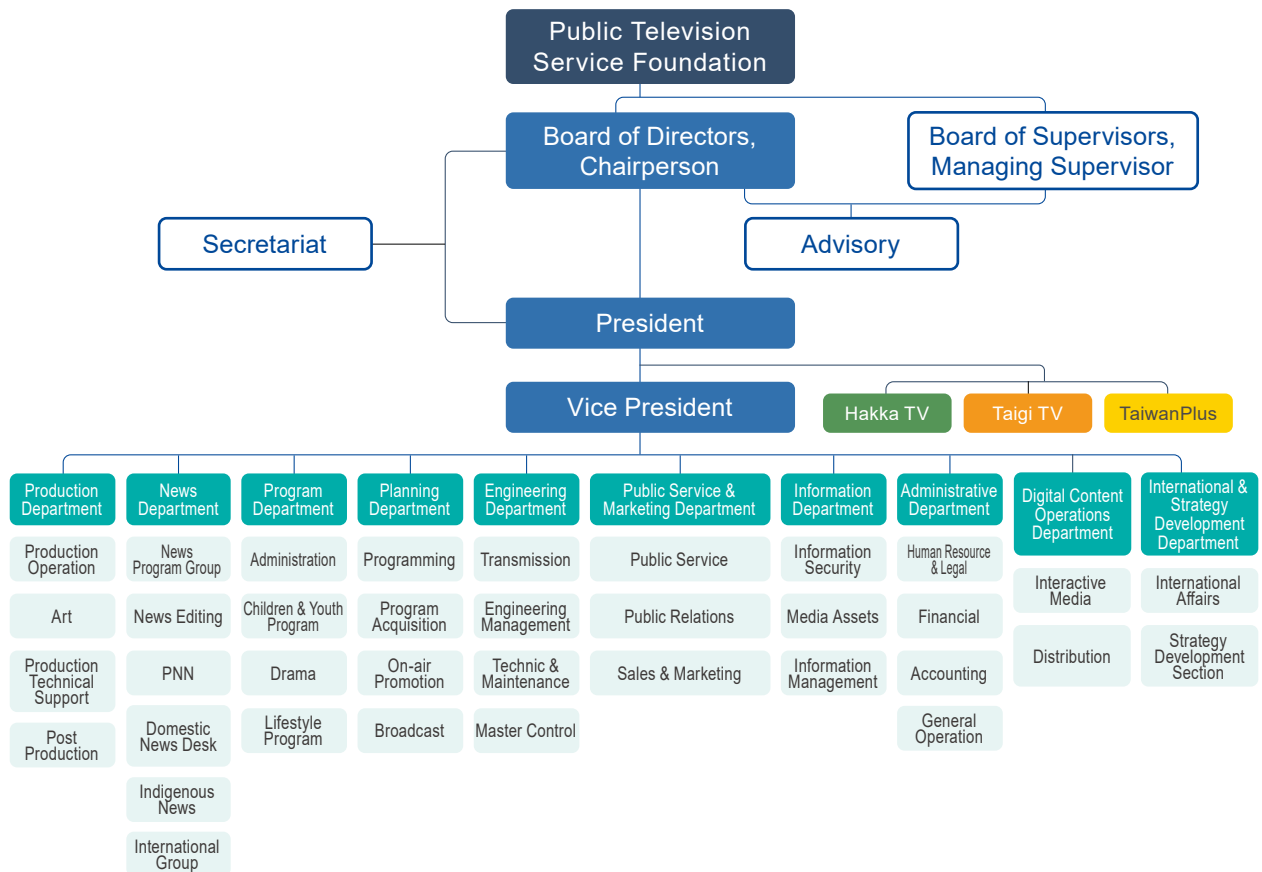 Public Television
Service Foundation
Board of Directors,
Chairperson
Board of Supervisors,
Managing Supervisor
Secretariat
Advisory
President
Vice President
Hakka TV
Taigi TV
TaiwanPlus
Production
Department
Production
Operation
Art
Production
Technical
Support
Post
Production
News
Department
News
Program Group
News Editing
PNN
Domestic
News Desk
Indigenous
News
International
Group
Program
Department
Administration
Children & Youth
Program
Drama
Lifestyle
Program
Planning
Department
Programming
Program
Acquisition
On-air
Promotion
Broadcast
Engineering
Department
Transmission
Engineering
Management
Technic &
Maintenance
Master Control
Public Service &
Marketing Department
Public Service
Public Relations
Sales & Marketing
Information
Department
Information
Security
Media Assets
Information
Management
Administrative
Department
Human Resource
& Legal
Financial
Accounting
General
Operation
Digital Content
Operations
Department
Interactive
Media
Distribution
International &
Strategy
Development
Department
International
Affairs
Strategy
Development
Section